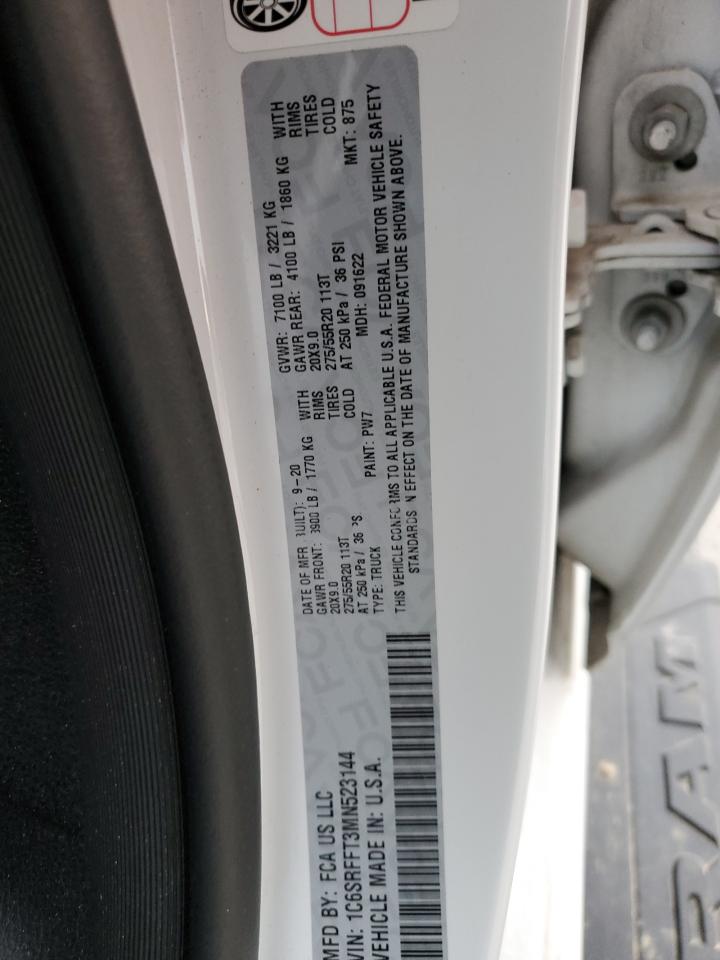 MFD BY: FCA US LLC
VIN: 1C6SRFFT3MN523144
VEHICLE MADE IN: U.S.A.
DATE OF MFR 9-20
GAWR FRONT: 3900 LB / 1770 KG WITH
20X9.0 RIMS
275/55R20 113T TIRES
AT 250 kPa / 36 COLD
TYPE: TRUCK PAINT: PW7
GVWR: 7100 LB / 3221 KG
GAWR REAR: 4100 LB / 1860 KG WITH
20X9.0 RIMS
275/55R20 113T TIRES
AT 250 kPa / 36 PSI COLD
MDH: 091622 MKT: 875
THIS VEHICLE CONFORMS TO ALL APPLICABLE U.S.A. FEDERAL MOTOR VEHICLE SAFETY
STANDARDS IN EFFECT ON THE DATE OF MANUFACTURE SHOWN ABOVE.
RAM